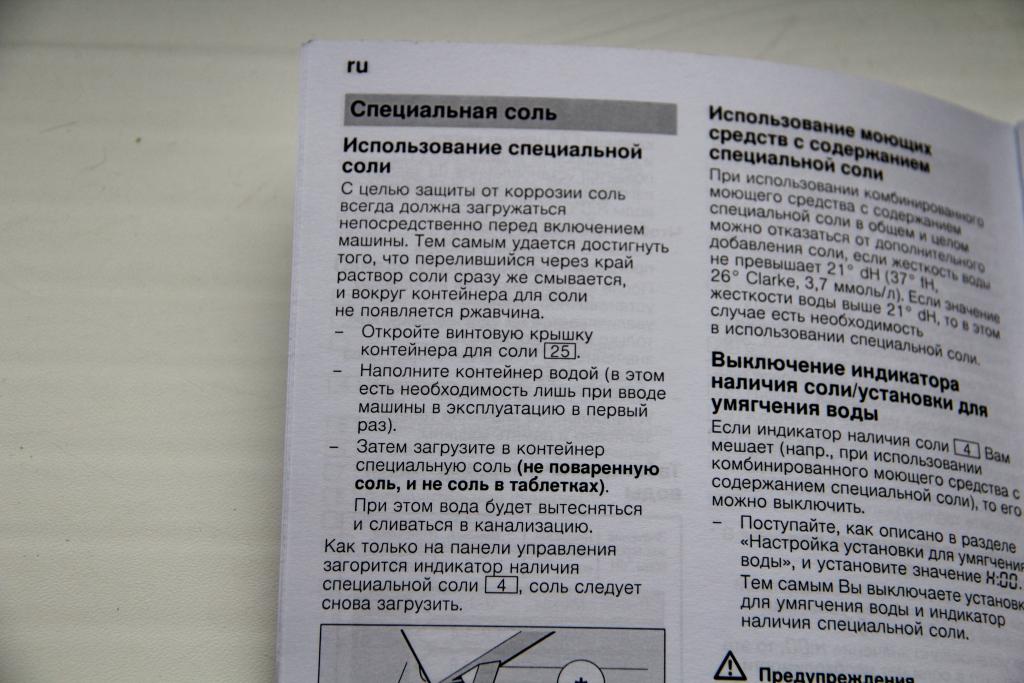 ru
Специальная соль
Использование специальной
соли
С целью защиты от коррозии соль
всегда должна загружаться
непосредственно перед включением
машины. Тем самым удается достигнуть
того, что перелившийся через край
раствор соли сразу же смывается,
и вокруг контейнера для соли
не появляется ржавчина.
– Откройте винтовую крышку
контейнера для соли 25.
– Наполните контейнер водой (в этом
есть необходимость лишь при вводе
машины в эксплуатацию в первый
раз).
– Затем загрузите в контейнер
специальную соль (не поваренную
соль, и не соль в таблетках).
При этом вода будет вытесняться
и сливаться в канализацию.
Как только на панели управления
загорится индикатор наличия
специальной соли 4, соль следует
снова загрузить.
Использование моющих
средств с содержанием
специальной соли
При использовании комбинированного
моющего средства с содержанием
специальной соли в общем и целом
можно отказаться от дополнительного
добавления соли, если жесткость воды
не превышает 21° dH (37° fH,
26° Clarke, 3,7 ммоль/л). Если значение
жесткости воды выше 21° dH, то в этом
случае есть необходимость
в использовании специальной соли.
Выключение индикатора
наличия соли/установки для
умягчения воды
Если индикатор наличия соли 4 Вам
мешает (напр., при использовании
комбинированного моющего средства с
содержанием специальной соли), то его
можно выключить.
– Поступайте, как описано в разделе
«Настройка установки для умягчения
воды», и установите значение H:00.
Тем самым Вы выключаете установк
для умягчения воды и индикатор
наличия специальной соли.
Предупреждения